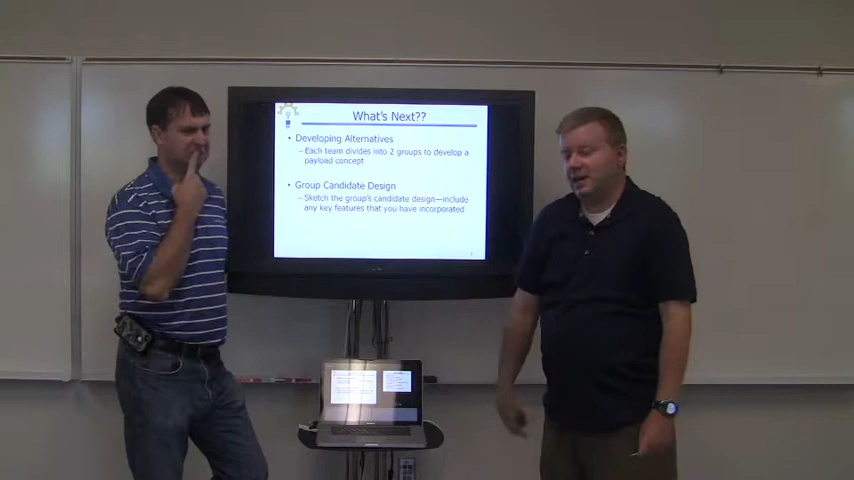 What's Next??
• Developing Alternatives
– Each team divides into 2 groups to develop a
payload concept
• Group Candidate Design
– Sketch the group's candidate design—include
any key features that you have incorporated